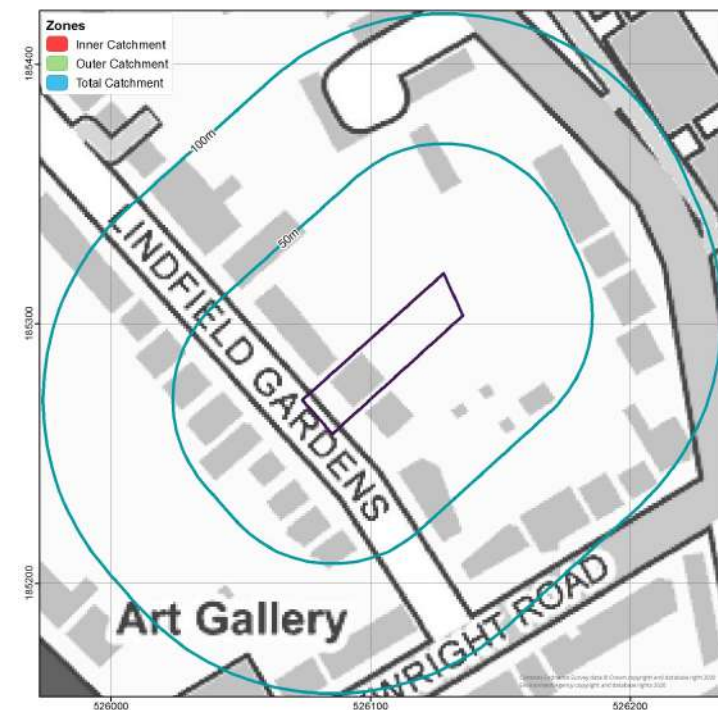 Zones
Inner Catchment
Outer Catchment
Total Catchment
100m
50m
LINDFIELD GARDENS
Art Gallery
WRIGHT ROAD
185400
185300
185200
526000
526100
526200